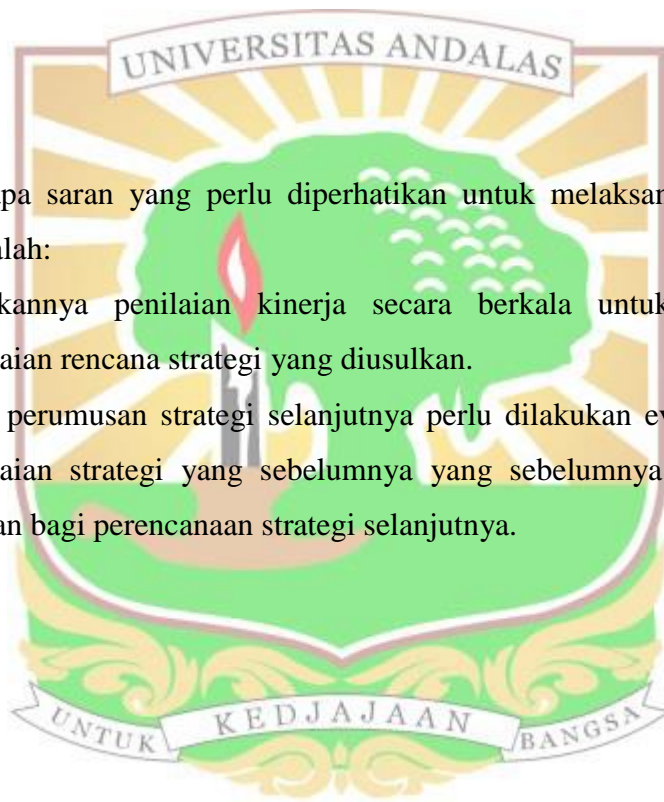 UNIVERSITAS ANDALAS
pa saran yang perlu diperhatikan untuk melaksan
alah:
kannya penilaian kinerja secara berkala untuk
aian rencana strategi yang diusulkan.
perumusan strategi selanjutnya perlu dilakukan ev
aian strategi yang sebelumnya yang sebelumnya
an bagi perencanaan strategi selanjutnya.
UNTUK KEDJAJAAN BANGSA